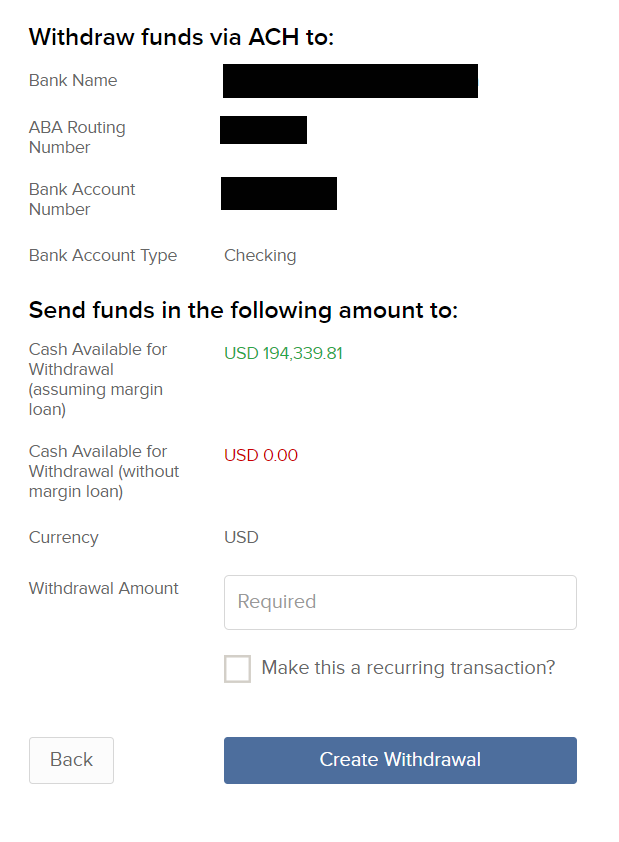 Withdraw funds via ACH to:
Bank Name
ABA Routing
Number
Bank Account
Number
Bank Account Type Checking
Send funds in the following amount to:
Cash Available for
Withdrawal
(assuming margin
loan)
USD 194,339.81
Cash Available for
Withdrawal (without
margin loan)
USD 0.00
Currency USD
Withdrawal Amount Required
Make this a recurring transaction?
Back Create Withdrawal